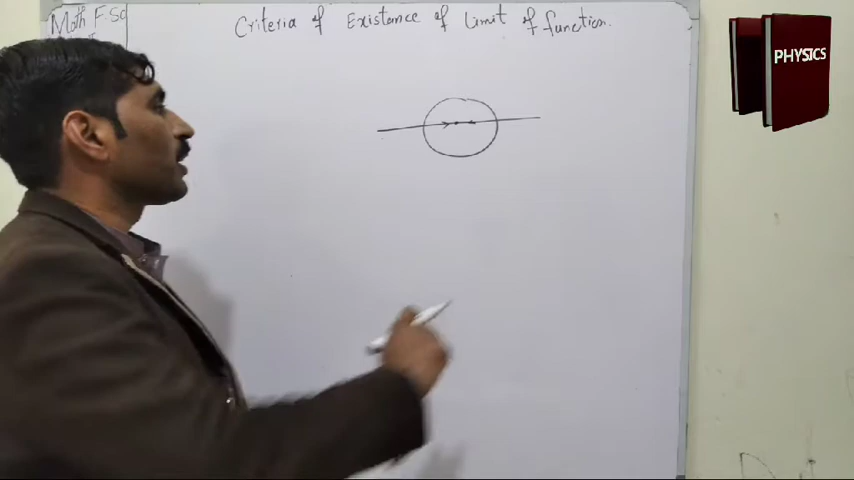 Math F.Sc
Criteria of Existence of Limit of function.
PHYSICS